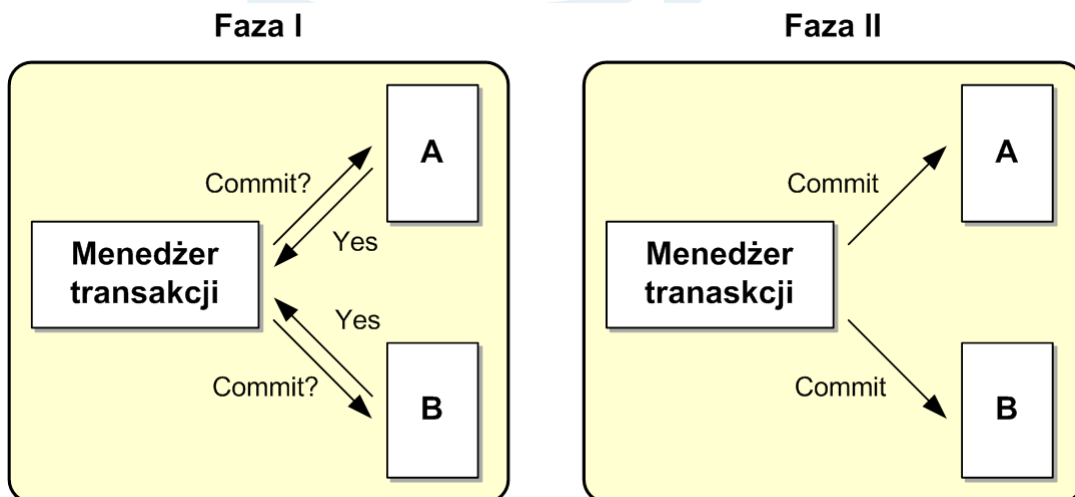 Faza I
A
Commit?
Yes
Menedżer
transakcji
Yes
Commit?
B
Faza II
A
Commit
Menedżer
tranaskcji
Commit
B